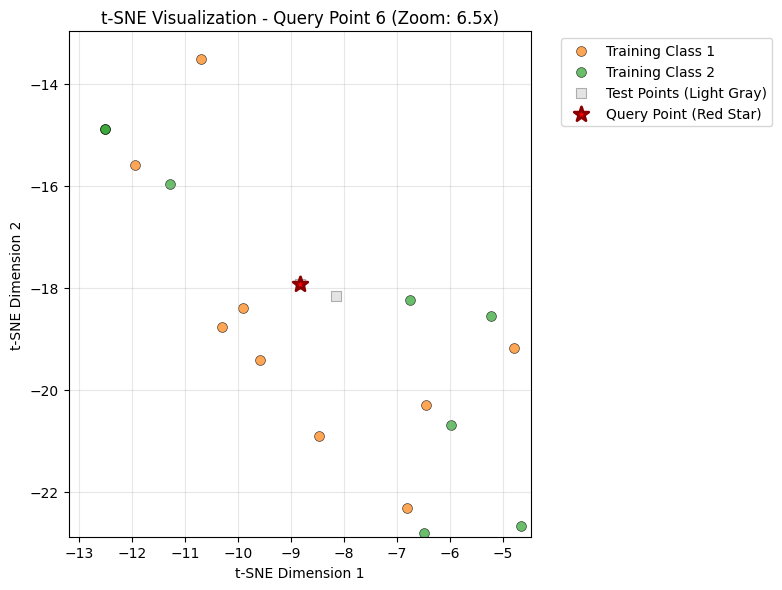 t-SNE Visualization - Query Point 6 (Zoom: 6.5x)
Training Class 1
Training Class 2
Test Points (Light Gray)
Query Point (Red Star)
−14
−16
−18
−20
−22
t-SNE Dimension 2
−13
−12
−11
−10
−9
−8
−7
−6
−5
t-SNE Dimension 1